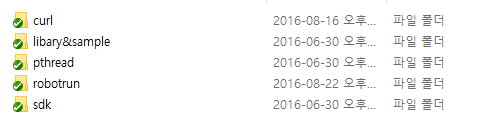 curl 2016-08-16 오후... 파일 폴더
libary&sample 2016-06-30 오후... 파일 폴더
pthread 2016-06-30 오후... 파일 폴더
robotrun 2016-08-22 오후... 파일 폴더
sdk 2016-06-30 오후... 파일 폴더